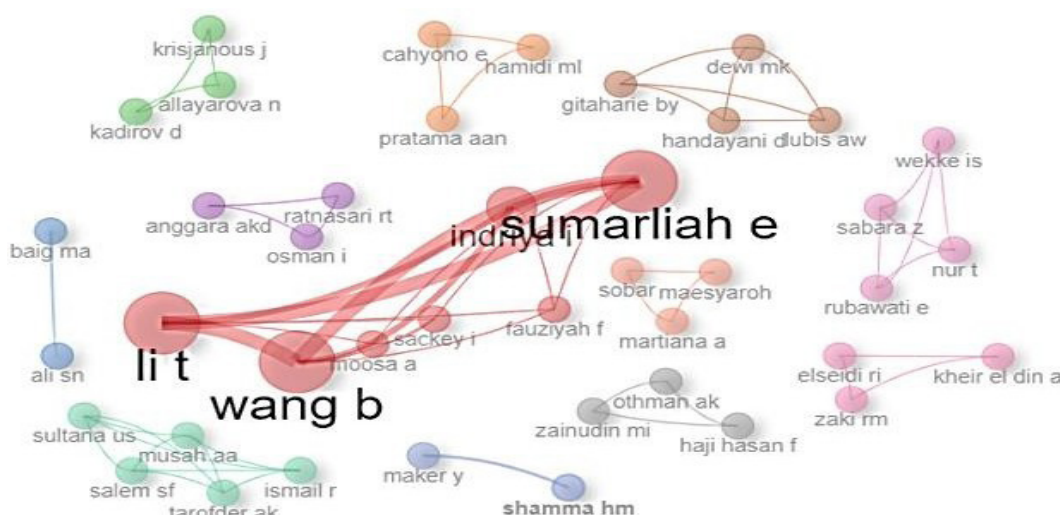 krisjanous j
allayarova n
kadirov d
cahyono e
hamidi ml
pratama aan
dewi mk
gitaharie by
handayani d
lubis aw
wekke is
sabara z
nur t
rubawati e
anggara akd
ratnasari rt
osman i
baig ma
ali sn
sumarliah e
indriya i
li t
wang b
sackey i
moosa a
fauziyah f
sobar
maesyaroh
martiana a
elseidi ri
kheir el din a
zaki rm
othman ak
zainudin mi
haji hasan f
sultana us
musah aa
salem sf
ismail r
tarofder ak
maker y
shamma hm